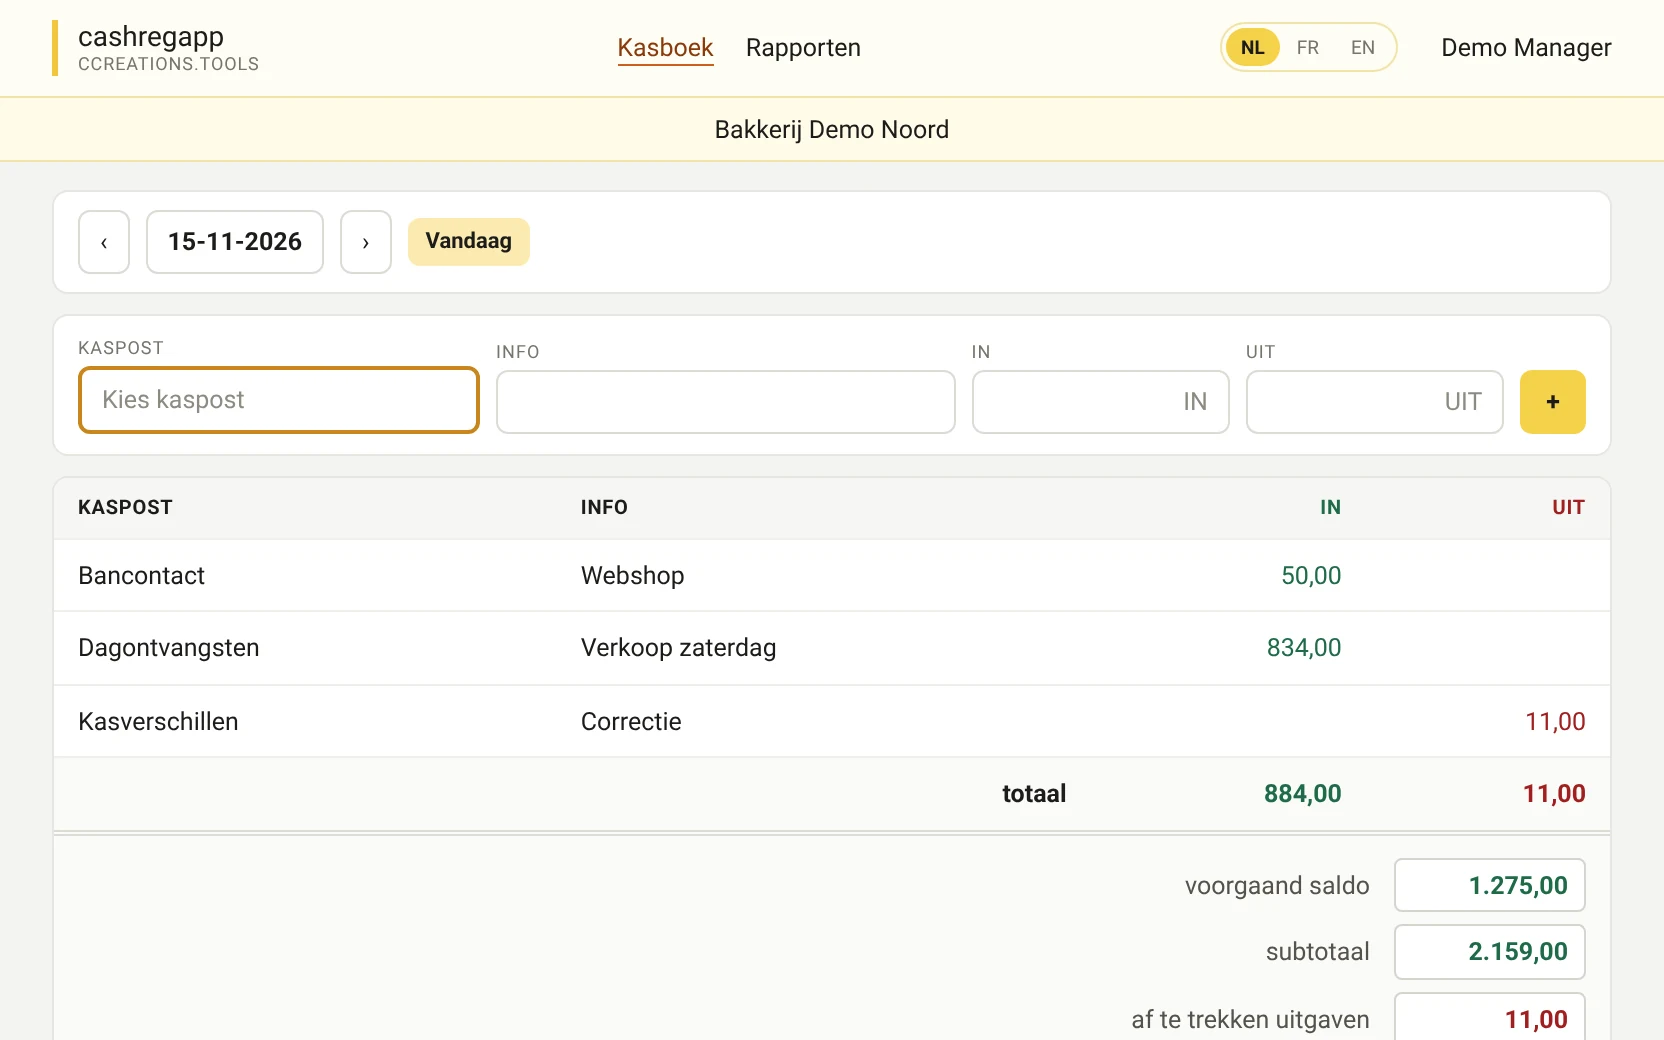 cashregapp
CCREATIONS.TOOLS
Kasboek Rapporten
NL FR EN
Demo Manager
Bakkerij Demo Noord
‹ 15-11-2026 › Vandaag
KASPOST INFO IN UIT
Kies kaspost IN UIT +
KASPOST INFO IN UIT
Bancontact Webshop 50,00
Dagontvangsten Verkoop zaterdag 834,00
Kasverschillen Correctie 11,00
totaal 884,00 11,00
voorgaand saldo 1.275,00
subtotaal 2.159,00
af te trekken uitgaven 11,00